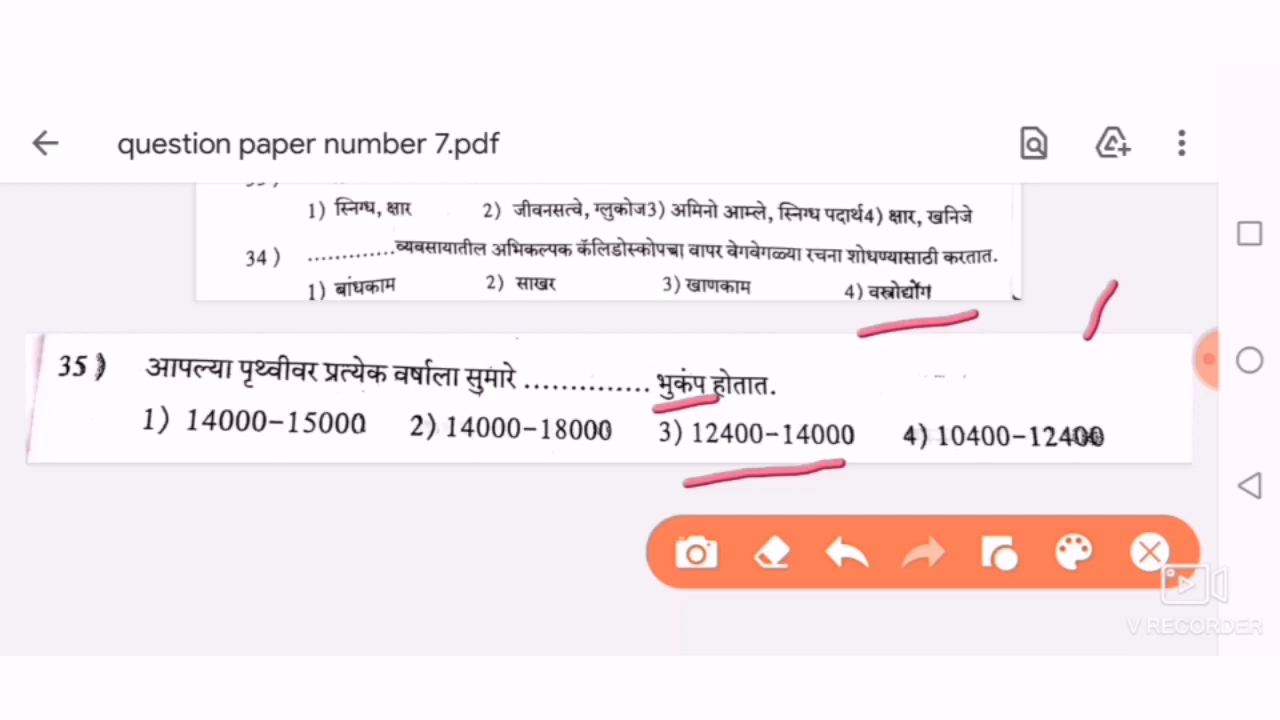 question paper number 7.pdf
1) स्निग्ध, क्षार 2) जीवनसत्वे, ग्लुकोज3) अमिनो आम्ले, स्निग्ध पदार्थ4) क्षार, खनिजे
34) .............व्यवसायातील अभिकल्पक कॅलिडोस्कोपचा वापर वेगवेगळ्या रचना शोधण्यासाठी करतात.
1) बांधकाम 2) साखर 3) खाणकाम 4) वस्त्रोद्योग
35) आपल्या पृथ्वीवर प्रत्येक वर्षाला सुमारे .............. भुकंप होतात.
1) 14000-15000 2) 14000-18000 3) 12400-14000 4) 10400-12400
V RECORDER